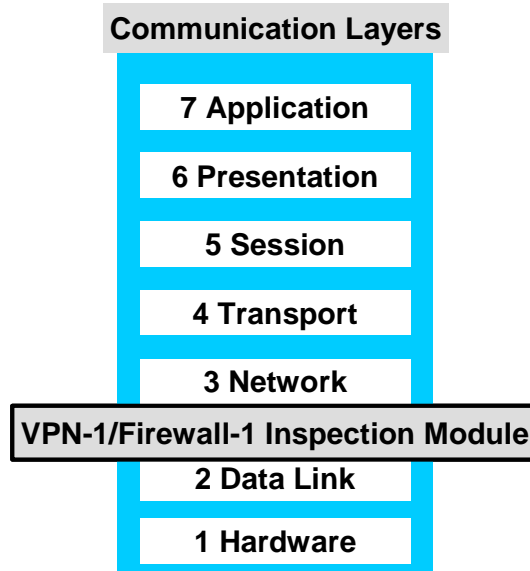 Communication Layers
7 Application
6 Presentation
5 Session
4 Transport
3 Network
VPN-1/Firewall-1 Inspection Module
2 Data Link
1 Hardware